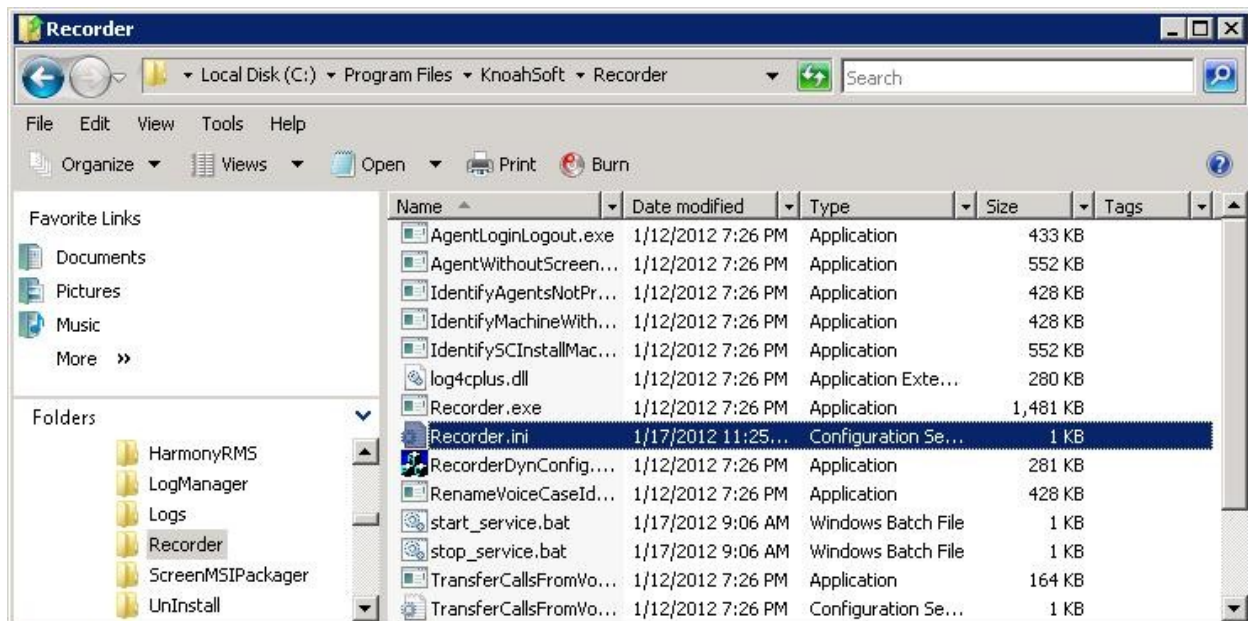 Recorder
Local Disk (C:) Program Files KnoahSoft Recorder Search
File Edit View Tools Help
Organize Views Open Print Burn
Favorite Links
Documents
Pictures
Music
More »
Folders
HarmonyRMS
LogManager
Logs
Recorder
ScreenMSIPackager
UnInstall
Name Date modified Type Size Tags
AgentLoginLogout.exe 1/12/2012 7:26 PM Application 433 KB
AgentWithoutScreen... 1/12/2012 7:26 PM Application 552 KB
IdentifyAgentsNotPr... 1/12/2012 7:26 PM Application 428 KB
IdentifyMachineWith... 1/12/2012 7:26 PM Application 428 KB
IdentifySCInstallMac... 1/12/2012 7:26 PM Application 552 KB
log4cplus.dll 1/12/2012 7:26 PM Application Exte... 280 KB
Recorder.exe 1/12/2012 7:26 PM Application 1,481 KB
Recorder.ini 1/17/2012 11:25... Configuration Se... 1 KB
RecorderDynConfig.... 1/12/2012 7:26 PM Application 281 KB
RenameVoiceCaseId... 1/12/2012 7:26 PM Application 428 KB
start_service.bat 1/17/2012 9:06 AM Windows Batch File 1 KB
stop_service.bat 1/17/2012 9:06 AM Windows Batch File 1 KB
TransferCallsFromVo... 1/12/2012 7:26 PM Application 164 KB
TransferCallsFromVo... 1/12/2012 7:26 PM Configuration Se... 1 KB